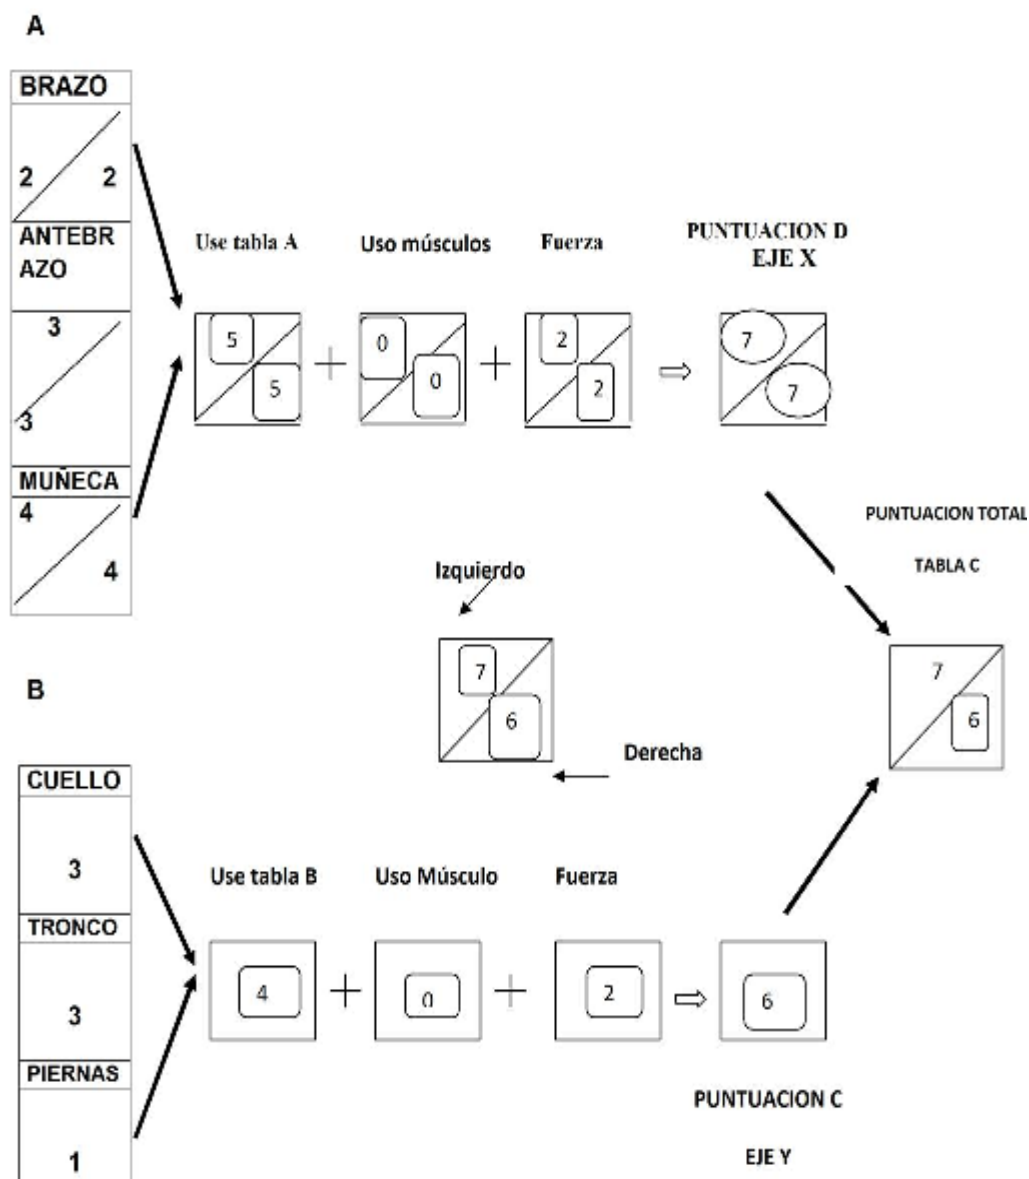 A
BRAZO
2 2
ANTEBR
AZO
3
3
MUÑECA
4
4
Use tabla A
Uso músculos
Fuerza
PUNTUACION D
EJE X
5
5
+
0
0
+
2
2
⇨
7
7
PUNTUACION TOTAL
TABLA C
7
6
Izquierdo
7
6
Derecha
B
CUELLO
3
TRONCO
3
PIERNAS
1
Use tabla B
Uso Músculo
Fuerza
4 + 0 + 2 ⇨ 6
PUNTUACION C
EJE Y